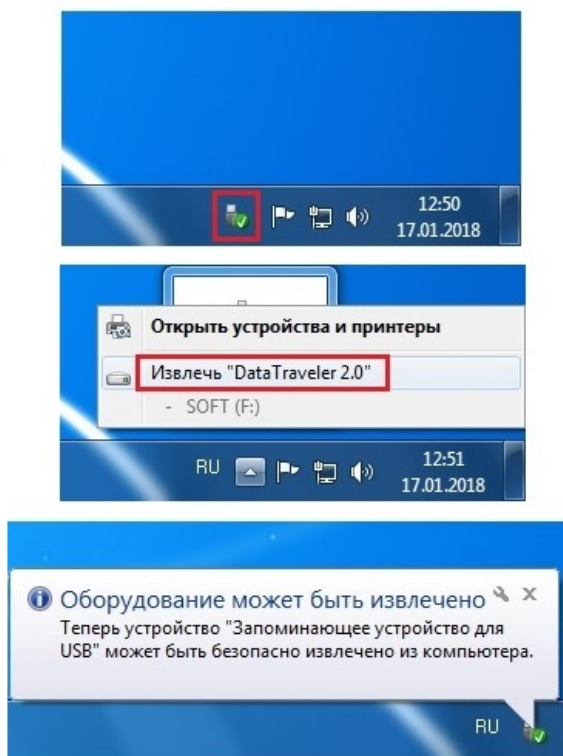 12:50
17.01.2018
Открыть устройства и принтеры
Извлечь "DataTraveler 2.0"
- SOFT (F:)
RU
12:51
17.01.2018
Оборудование может быть извлечено
Теперь устройство "Запоминающее устройство для
USB" может быть безопасно извлечено из компьютера.
RU